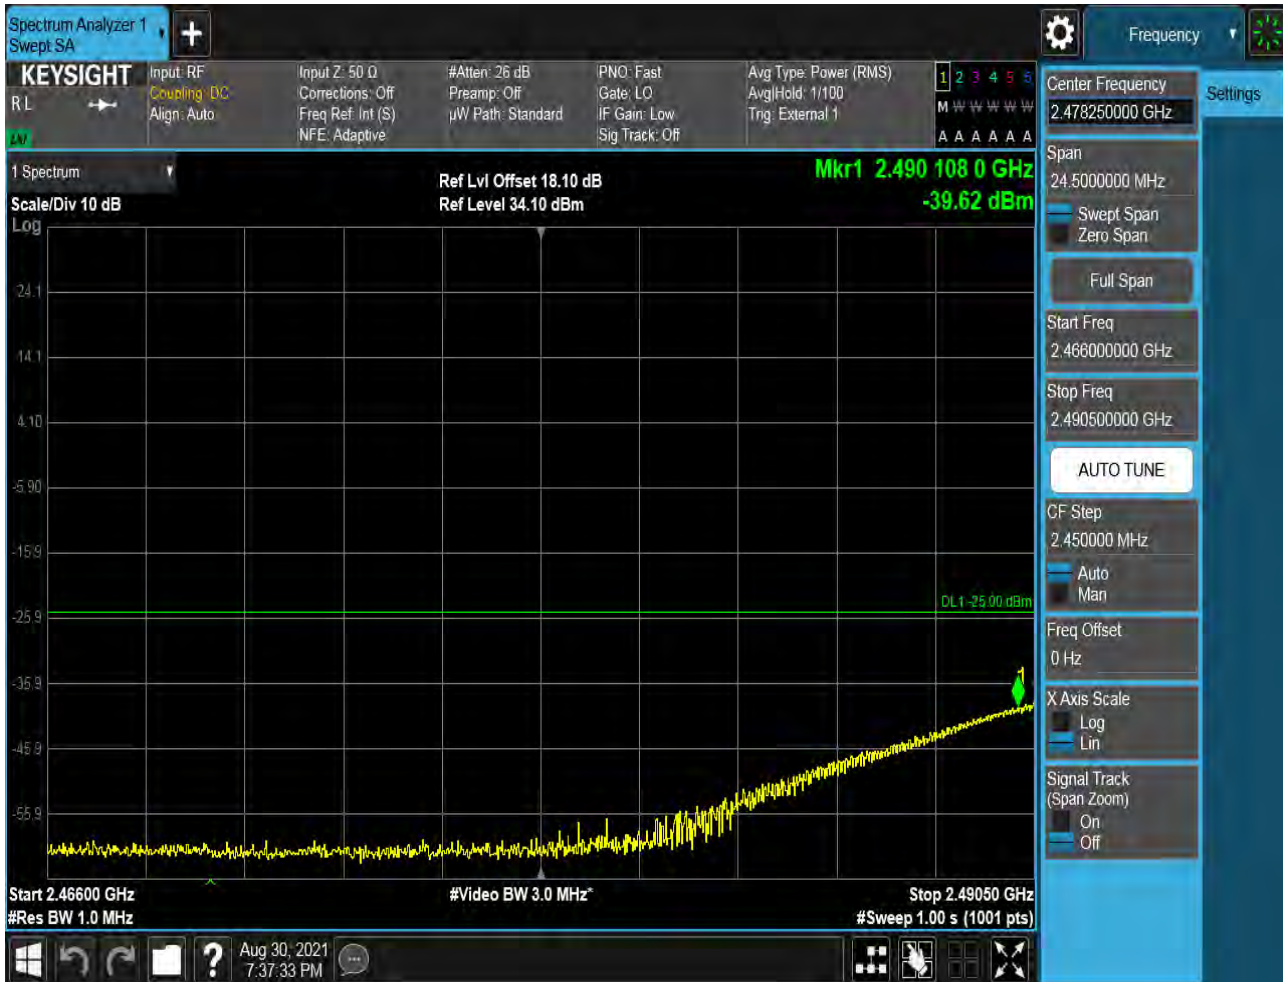 Spectrum Analyzer 1
Swept SA
Frequency
KEYSIGHT
RL
Input: RF
Coupling: DC
Align: Auto
Input Z: 50 Ω
Corrections: Off
Freq Ref: Int (S)
NFE: Adaptive
#Atten: 26 dB
Preamp: Off
µW Path: Standard
PNO: Fast
Gate: LO
IF Gain: Low
Sig Track: Off
Avg Type: Power (RMS)
Avg|Hold: 1/100
Trig: External 1
1 2 3 4 5 6
M W W W W W
A A A A A A
1 Spectrum
Scale/Div 10 dB
Log
Ref Lvl Offset 18.10 dB
Ref Level 34.10 dBm
Mkr1 2.490 108 0 GHz
-39.62 dBm
24.1
14.1
4.10
-5.90
-15.9
DL1 -25.00 dBm
-25.9
-35.9
1
-45.9
-55.9
Start 2.46600 GHz
#Res BW 1.0 MHz
#Video BW 3.0 MHz*
Stop 2.49050 GHz
#Sweep 1.00 s (1001 pts)
Aug 30, 2021
7:37:33 PM
?
Center Frequency
2.478250000 GHz
Settings
Span
24.5000000 MHz
Swept Span
Zero Span
Full Span
Start Freq
2.466000000 GHz
Stop Freq
2.490500000 GHz
AUTO TUNE
CF Step
2.450000 MHz
Auto
Man
Freq Offset
0 Hz
X Axis Scale
Log
Lin
Signal Track
(Span Zoom)
On
Off